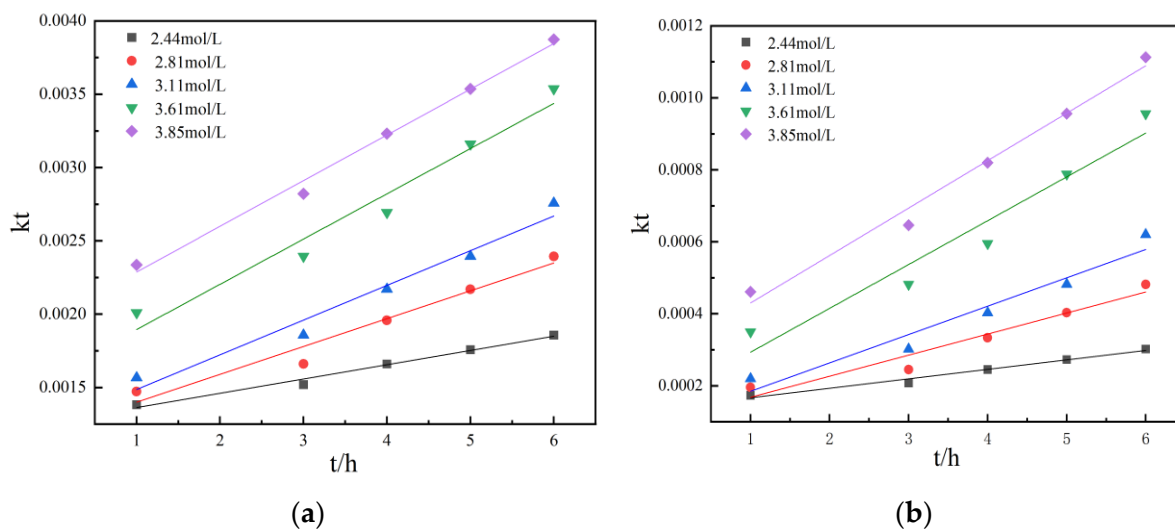 0.0040
0.0035
0.0030
0.0025
0.0020
0.0015
kt
2.44mol/L
2.81mol/L
3.11mol/L
3.61mol/L
3.85mol/L
1 2 3 4 5 6
t/h
(a)
0.0012
0.0010
0.0008
0.0006
0.0004
0.0002
kt
2.44mol/L
2.81mol/L
3.11mol/L
3.61mol/L
3.85mol/L
1 2 3 4 5 6
t/h
(b)